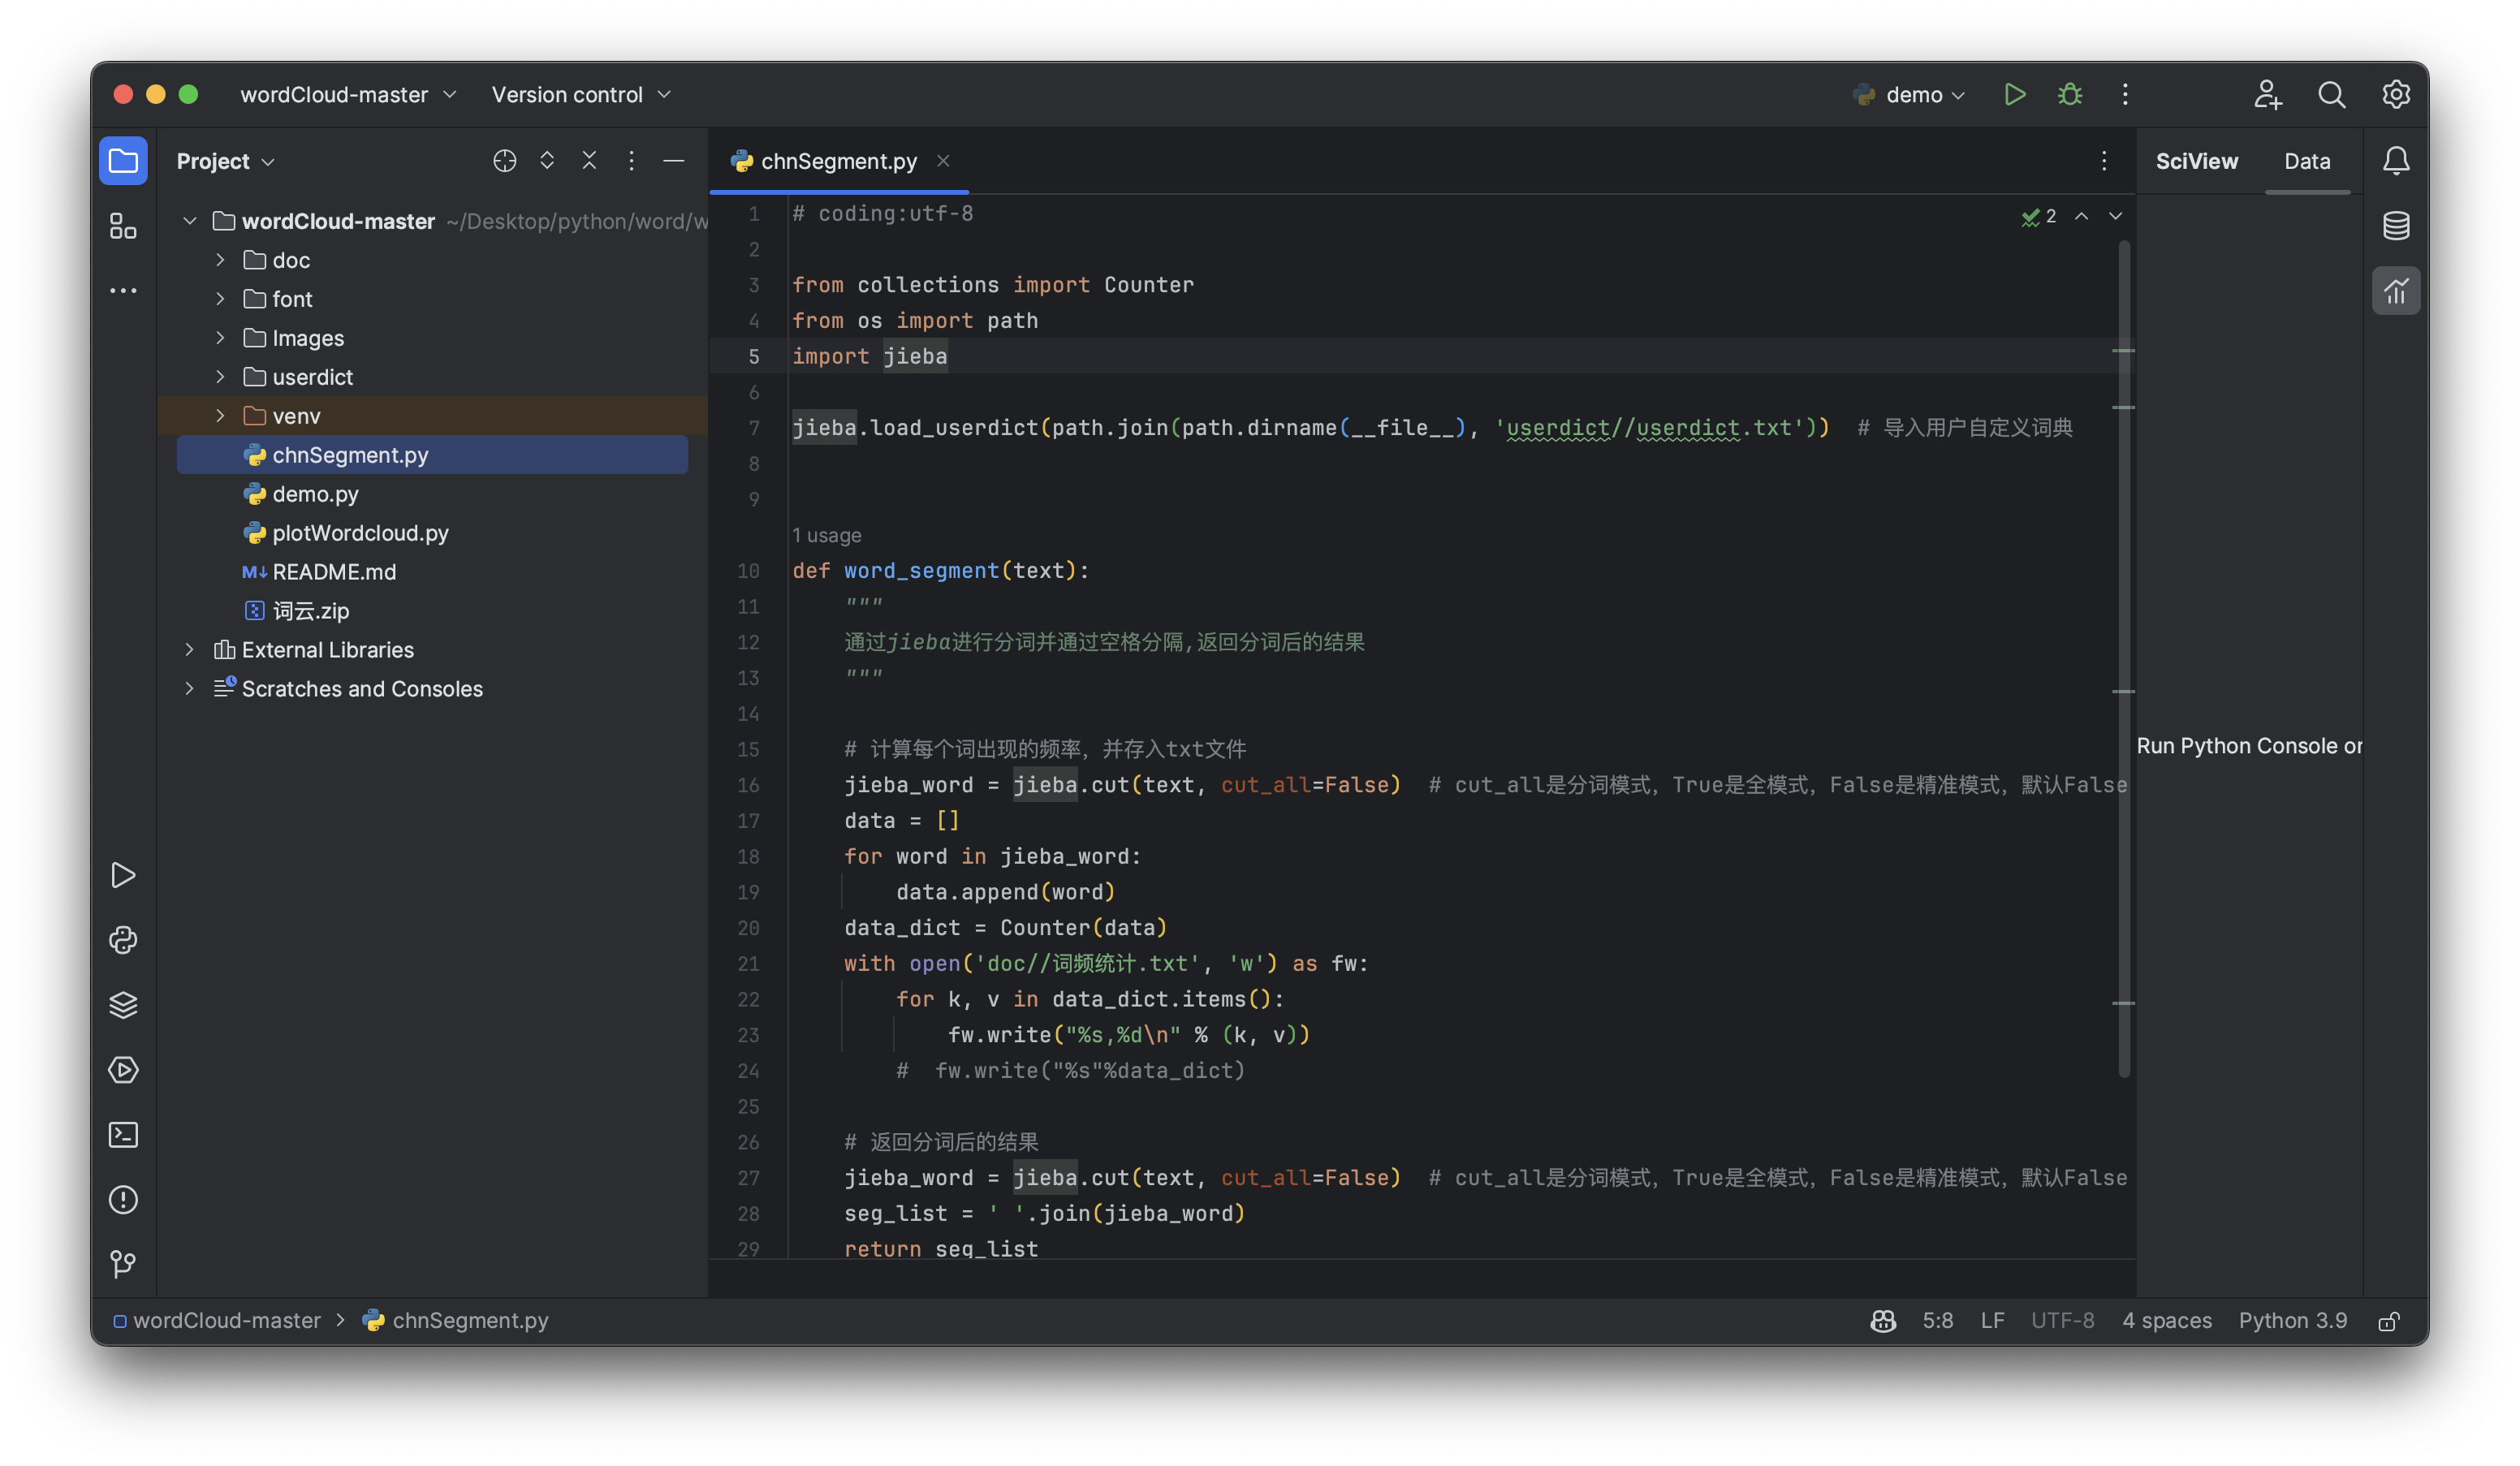 wordCloud-master
Version control
demo
Project
wordCloud-master ~/Desktop/python/word/w
doc
font
Images
userdict
venv
chnSegment.py
demo.py
plotWordcloud.py
M↓ README.md
词云.zip
External Libraries
Scratches and Consoles
chnSegment.py
2
1 # coding:utf-8
2
3 from collections import Counter
4 from os import path
5 import jieba
6
7 jieba.load_userdict(path.join(path.dirname(__file__), 'userdict//userdict.txt'))  # 导入用户自定义词典
8
9
1 usage
10 def word_segment(text):
11     """
12     通过jieba进行分词并通过空格分隔,返回分词后的结果
13     """
14
15     # 计算每个词出现的频率，并存入txt文件
16     jieba_word = jieba.cut(text, cut_all=False)  # cut_all是分词模式，True是全模式，False是精准模式，默认False
17     data = []
18     for word in jieba_word:
19         data.append(word)
20     data_dict = Counter(data)
21     with open('doc//词频统计.txt', 'w') as fw:
22         for k, v in data_dict.items():
23             fw.write("%s,%d\n" % (k, v))
24         #  fw.write("%s"%data_dict)
25
26     # 返回分词后的结果
27     jieba_word = jieba.cut(text, cut_all=False)  # cut_all是分词模式，True是全模式，False是精准模式，默认False
28     seg_list = ' '.join(jieba_word)
29     return seg_list
SciView
Data
Run Python Console or
wordCloud-master
chnSegment.py
5:8
LF
UTF-8
4 spaces
Python 3.9